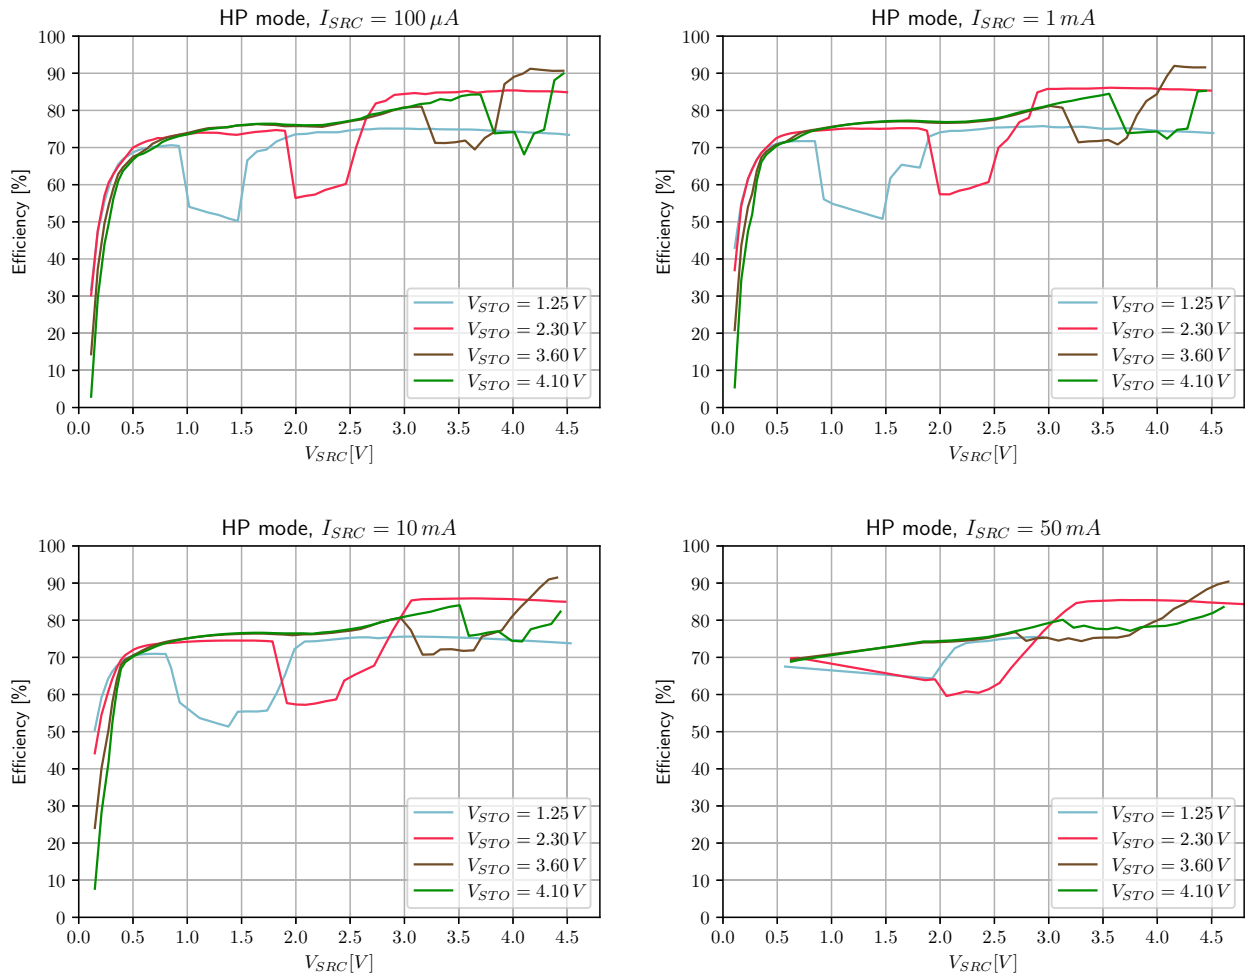 HP mode, I_SRC = 100 μA
100
90
80
70
60
50
40
30
20
10
0
Efficiency [%]
V_STO = 1.25 V
V_STO = 2.30 V
V_STO = 3.60 V
V_STO = 4.10 V
0.0 0.5 1.0 1.5 2.0 2.5 3.0 3.5 4.0 4.5
V_SRC[V]
HP mode, I_SRC = 1 mA
100
90
80
70
60
50
40
30
20
10
0
Efficiency [%]
V_STO = 1.25 V
V_STO = 2.30 V
V_STO = 3.60 V
V_STO = 4.10 V
0.0 0.5 1.0 1.5 2.0 2.5 3.0 3.5 4.0 4.5
V_SRC[V]
HP mode, I_SRC = 10 mA
100
90
80
70
60
50
40
30
20
10
0
Efficiency [%]
V_STO = 1.25 V
V_STO = 2.30 V
V_STO = 3.60 V
V_STO = 4.10 V
0.0 0.5 1.0 1.5 2.0 2.5 3.0 3.5 4.0 4.5
V_SRC[V]
HP mode, I_SRC = 50 mA
100
90
80
70
60
50
40
30
20
10
0
Efficiency [%]
V_STO = 1.25 V
V_STO = 2.30 V
V_STO = 3.60 V
V_STO = 4.10 V
0.0 0.5 1.0 1.5 2.0 2.5 3.0 3.5 4.0 4.5
V_SRC[V]